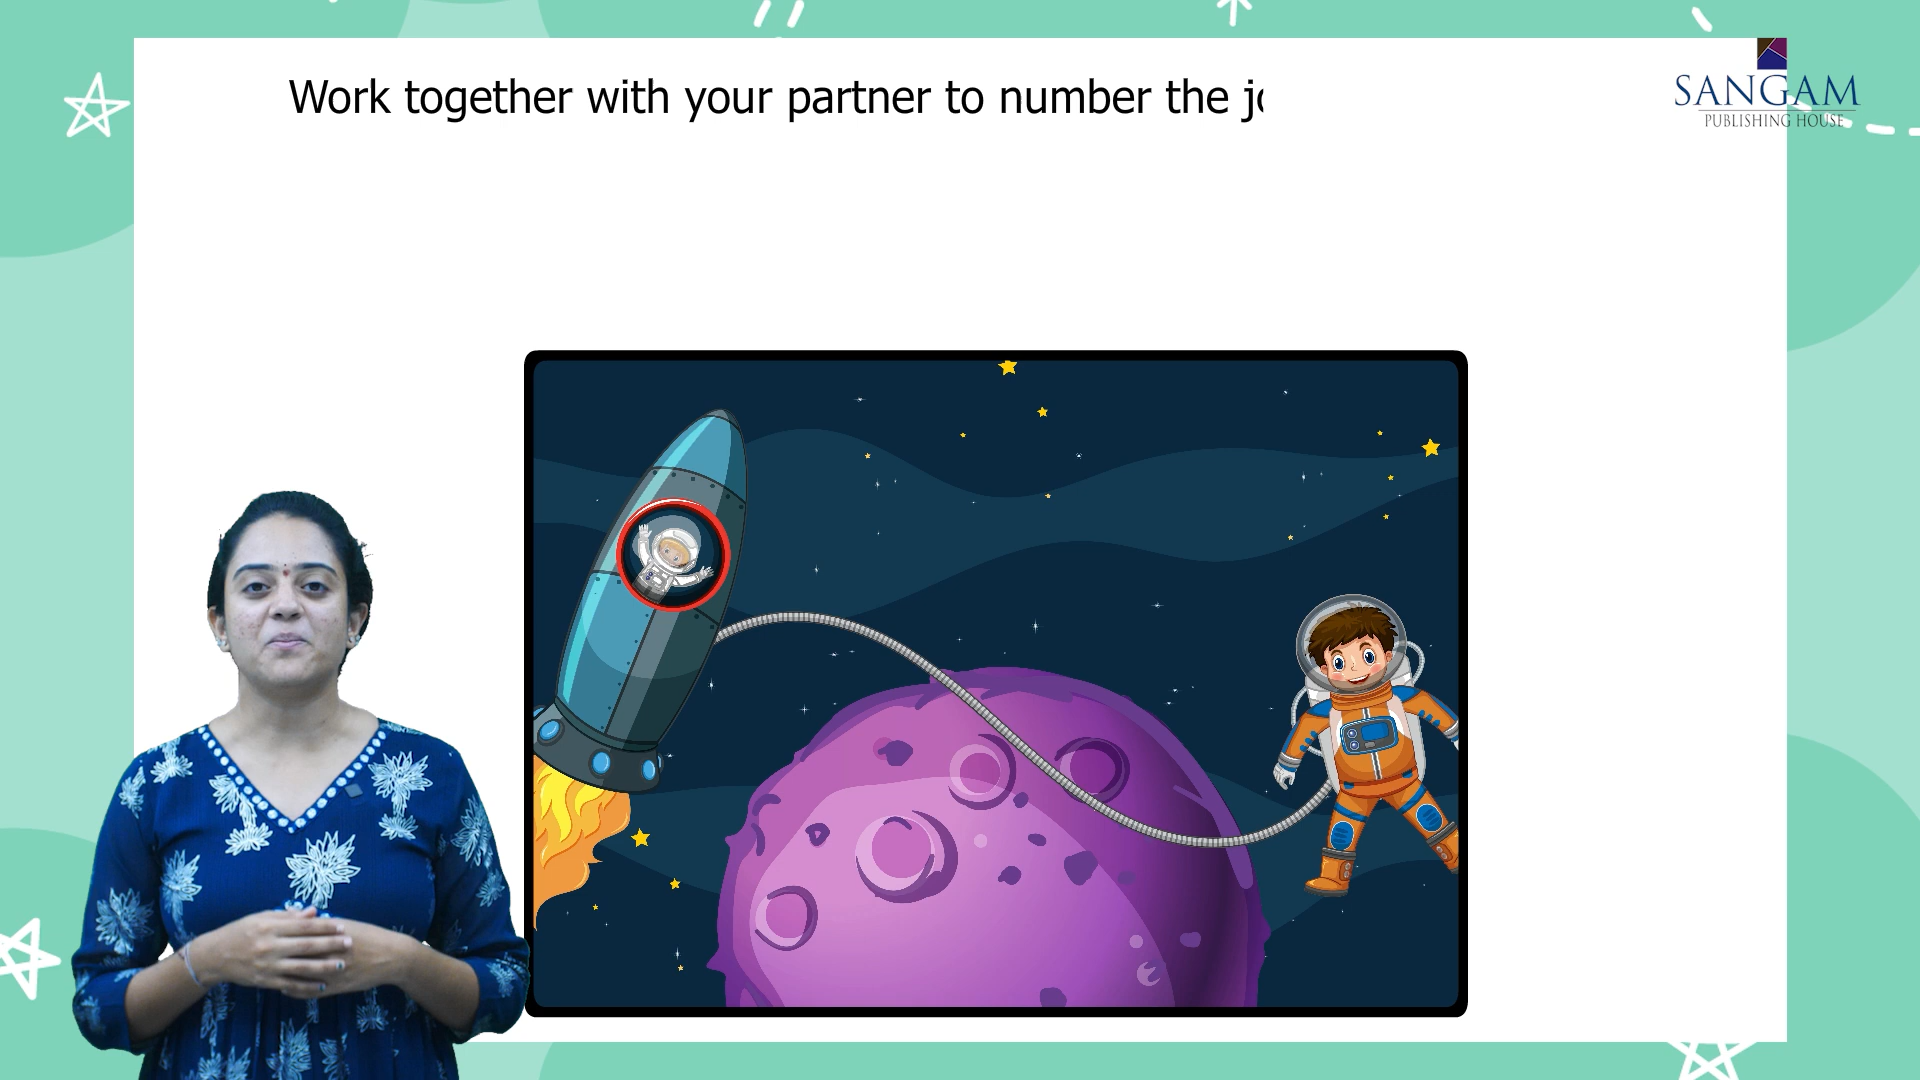 Work together with your partner to number the
SANGAM
PUBLISHING HOUSE